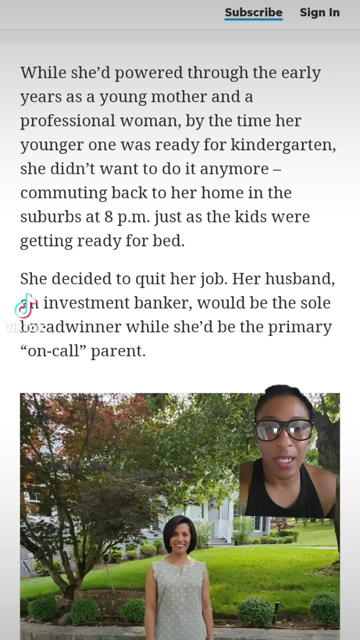 Subscribe Sign In
While she’d powered through the early
years as a young mother and a
professional woman, by the time her
younger one was ready for kindergarten,
she didn’t want to do it anymore –
commuting back to her home in the
suburbs at 8 p.m. just as the kids were
getting ready for bed.
She decided to quit her job. Her husband,
an investment banker, would be the sole
breadwinner while she’d be the primary
“on-call” parent.